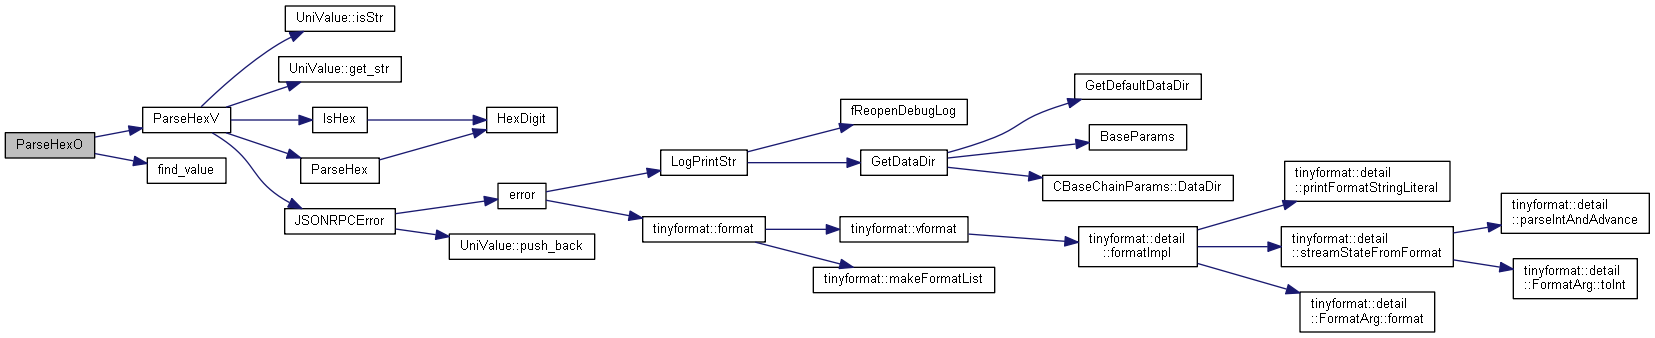 ParseHexO
ParseHexV
find_value
UniValue::isStr
UniValue::get_str
IsHex
ParseHex
JSONRPCError
HexDigit
error
UniValue::push_back
LogPrintStr
tinyformat::format
fReopenDebugLog
GetDataDir
tinyformat::vformat
tinyformat::makeFormatList
GetDefaultDataDir
BaseParams
CBaseChainParams::DataDir
tinyformat::detail
::formatImpl
tinyformat::detail
::printFormatStringLiteral
tinyformat::detail
::streamStateFromFormat
tinyformat::detail
::FormatArg::format
tinyformat::detail
::parseIntAndAdvance
tinyformat::detail
::FormatArg::toInt